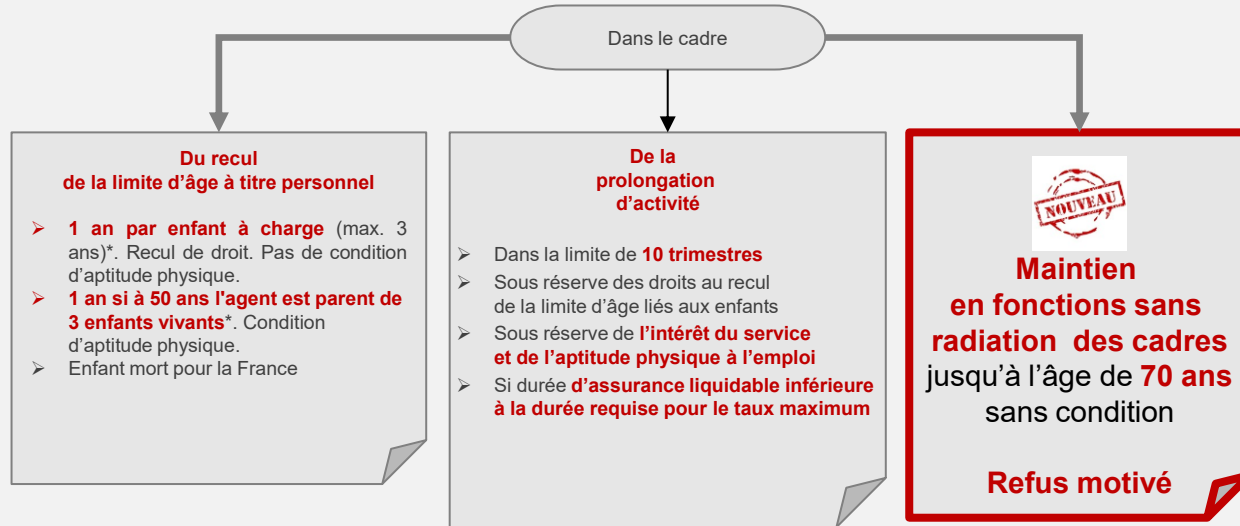 Dans le cadre
Du recul
de la limite d'âge à titre personnel
➢ 1 an par enfant à charge (max. 3
ans)*. Recul de droit. Pas de condition
d'aptitude physique.
➢ 1 an si à 50 ans l'agent est parent de
3 enfants vivants*. Condition
d'aptitude physique.
➢ Enfant mort pour la France
De la
prolongation
d'activité
➢ Dans la limite de 10 trimestres
➢ Sous réserve des droits au recul
de la limite d'âge liés aux enfants
➢ Sous réserve de l'intérêt du service
et de l'aptitude physique à l'emploi
➢ Si durée d'assurance liquidable inférieure
à la durée requise pour le taux maximum
NOUVEAU
Maintien
en fonctions sans
radiation des cadres
jusqu'à l'âge de 70 ans
sans condition
Refus motivé